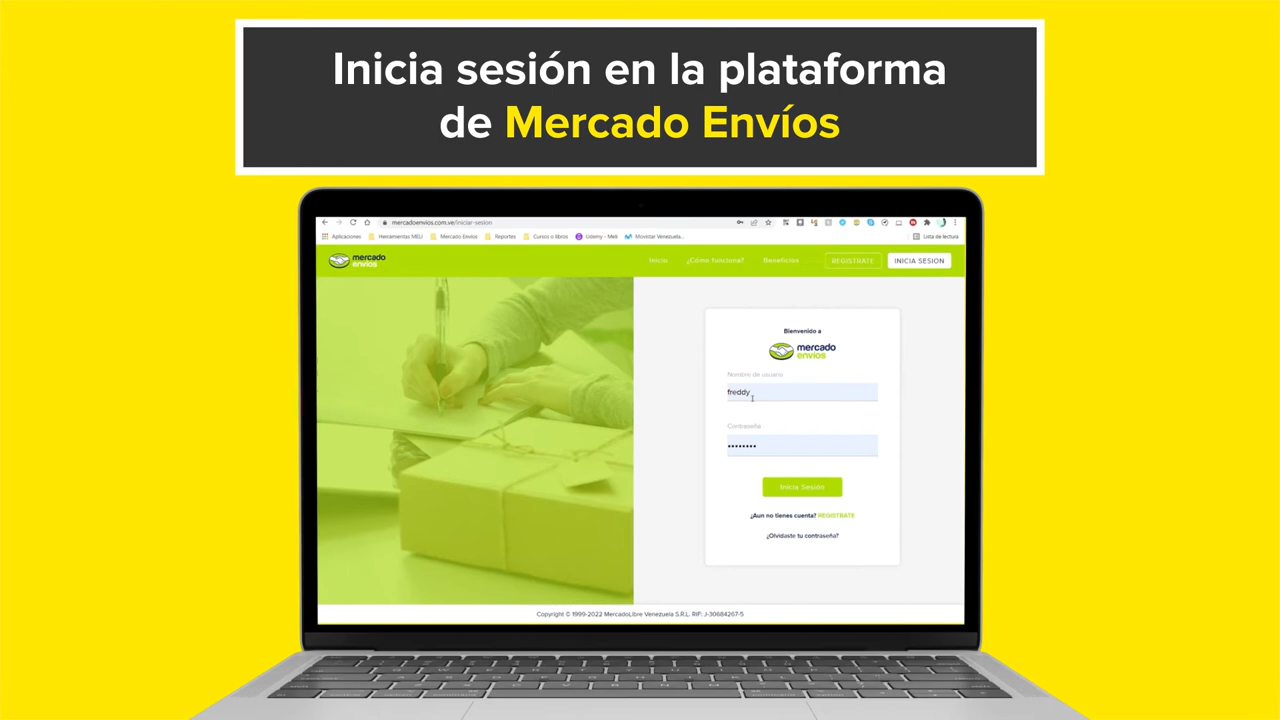 Inicia sesión en la plataforma
de Mercado Envíos
mercadoenvios.com.ve/iniciar-sesion
Aplicaciones Herramientas MELI Mercado Envios Reportes Cursos o libros Udemy - Meli Movistar Venezuela... Lista de lectura
mercado
envíos
Inicio ¿Cómo funciona? Beneficios REGISTRATE INICIA SESION
Bienvenido a
mercado
envíos
Nombre de usuario
freddy
Contraseña
••••••••
Inicia Sesión
¿Aun no tienes cuenta? REGISTRATE
¿Olvidaste tu contraseña?
Copyright © 1999-2022 MercadoLibre Venezuela S.R.L. RIF: J-30684267-5